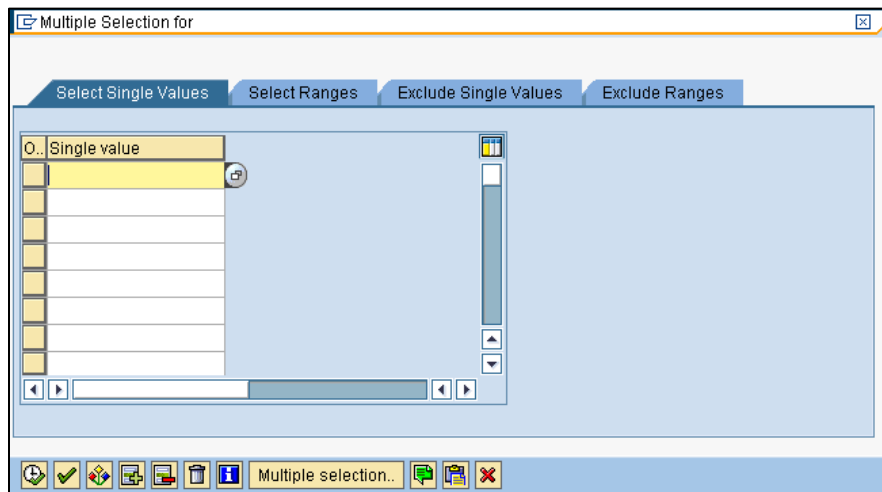 Multiple Selection for
Select Single Values Select Ranges Exclude Single Values Exclude Ranges
O.. Single value
Multiple selection..